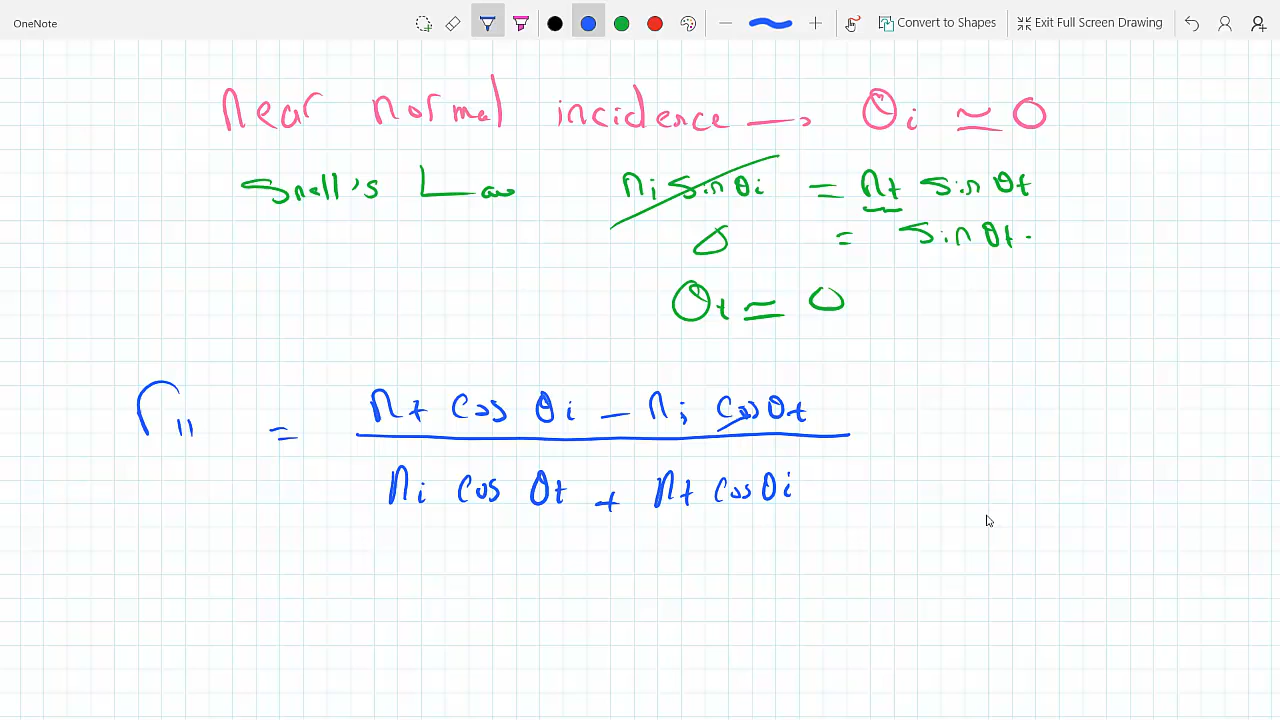 OneNote
Convert to Shapes
Exit Full Screen Drawing
Near normal incidence → θi ≃ 0
Snell's Law ni sin θi = nt sin θt
0 = sin θt.
θt ≃ 0
r|| = nt cos θi - ni cos θt
ni cos θt + nt cos θi